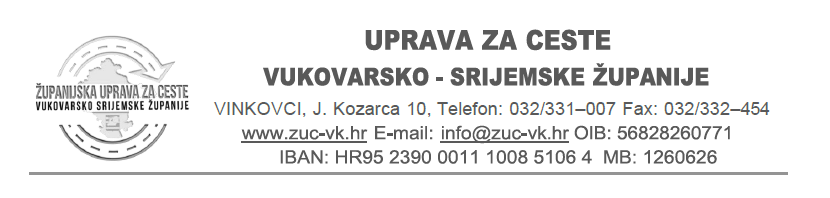 ŽUPANIJSKA UPRAVA ZA CESTE
VUKOVARSKO SRIJEMSKE ŽUPANIJE
UPRAVA ZA CESTE
VUKOVARSKO - SRIJEMSKE ŽUPANIJE
VINKOVCI, J. Kozarca 10, Telefon: 032/331–007 Fax: 032/332–454
www.zuc-vk.hr E-mail: info@zuc-vk.hr OIB: 56828260771
IBAN: HR95 2390 0011 1008 5106 4 MB: 1260626